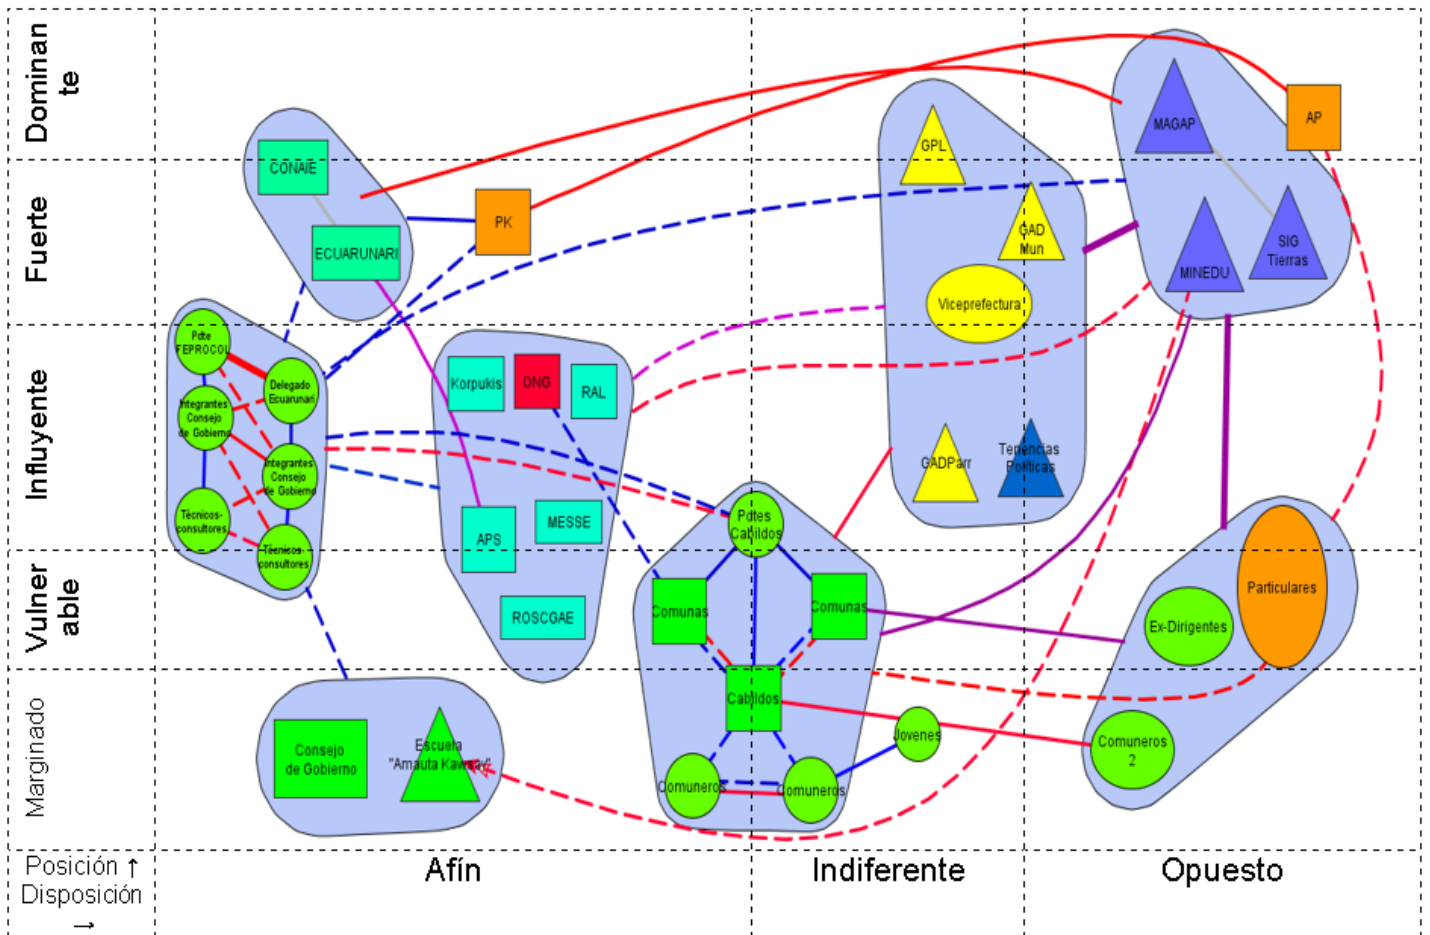 Dominan
te
Fuerte
Influyente
Vulner
able
Marginado
Posición ↑
Disposición
→
Afín
Indiferente
Opuesto
CONAIE
ECUARUNARI
PK
GPL
GAD
Mun
Viceprefectura
GADParr
Tenencias
Políticas
MAGAP
AP
MINEDU
SIG
Tierras
Pdte
FEPROCOL
Delegado
Ecuarunari
Integrantes
Consejo
de Gobierno
Integrantes
Consejo
de Gobierno
Técnicos-
consultores
Técnicos-
consultores
Korpukis
ONG
RAL
APS
MESSE
ROSCGAE
Pdtes
Cabildos
Comunas
Comunas
Cabildos
Comuneros
Comuneros
Jovenes
Particulares
Ex-Dirigentes
Comuneros
2
Consejo
de Gobierno
Escuela
"Amauta Kawsay"